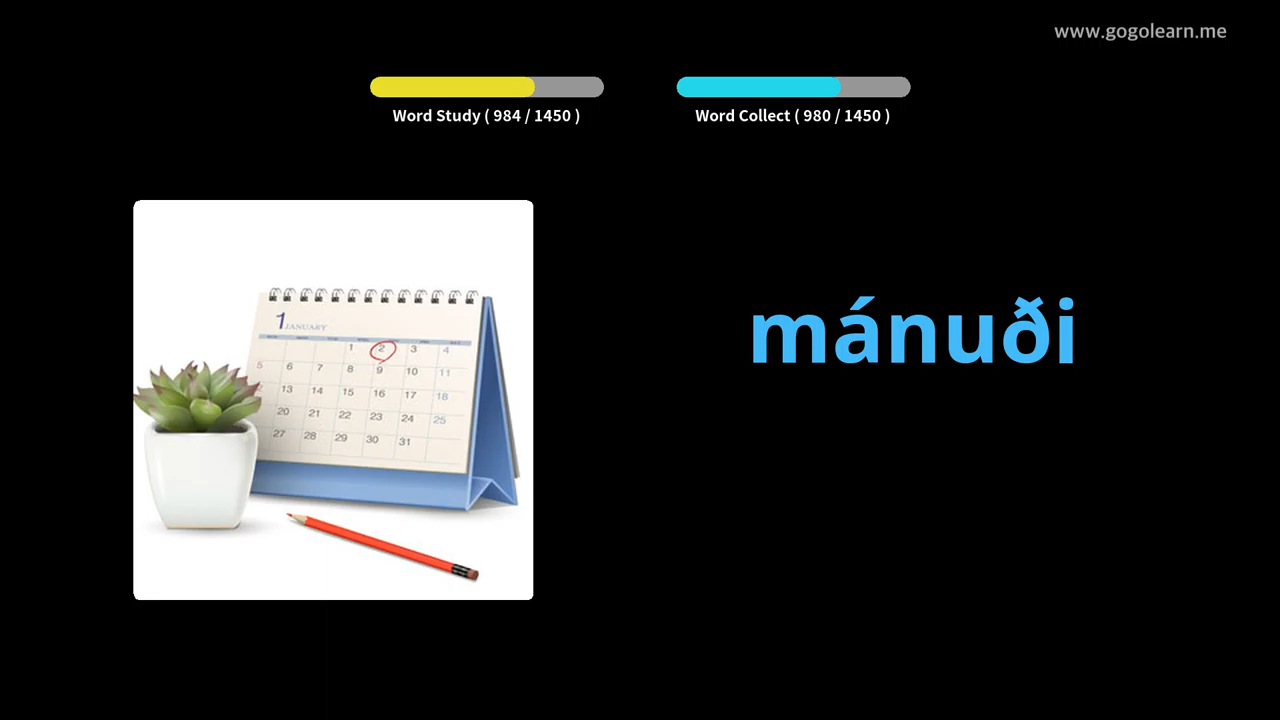 www.gogolearn.me
Word Study ( 984 / 1450 )
Word Collect ( 980 / 1450 )
mánuði
1 JANUARY
1 2 3 4
5 6 7 8 9 10 11
13 14 15 16 17 18
20 21 22 23 24 25
27 28 29 30 31